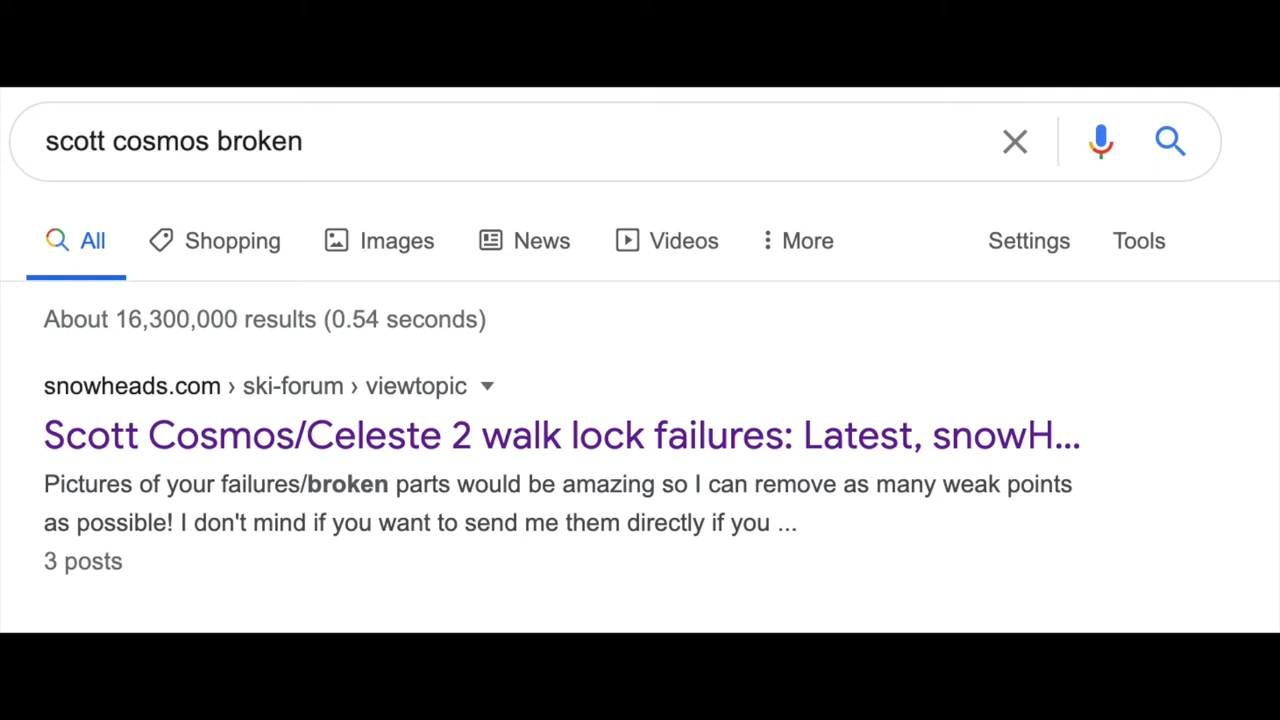 scott cosmos broken
All Shopping Images News Videos More Settings Tools
About 16,300,000 results (0.54 seconds)
snowheads.com › ski-forum › viewtopic
Scott Cosmos/Celeste 2 walk lock failures: Latest, snowH...
Pictures of your failures/broken parts would be amazing so I can remove as many weak points
as possible! I don't mind if you want to send me them directly if you ...
3 posts